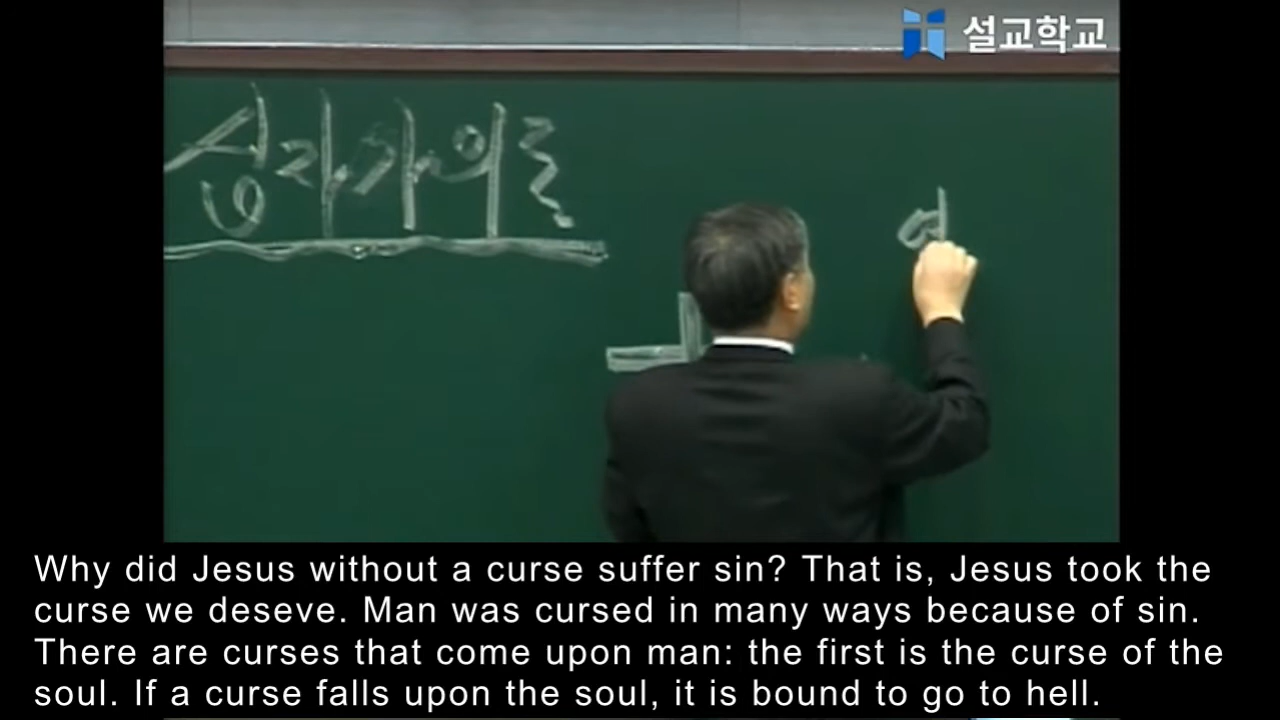 설교학교
십자가의 도
Why did Jesus without a curse suffer sin? That is, Jesus took the
curse we deseve. Man was cursed in many ways because of sin.
There are curses that come upon man: the first is the curse of the
soul. If a curse falls upon the soul, it is bound to go to hell.